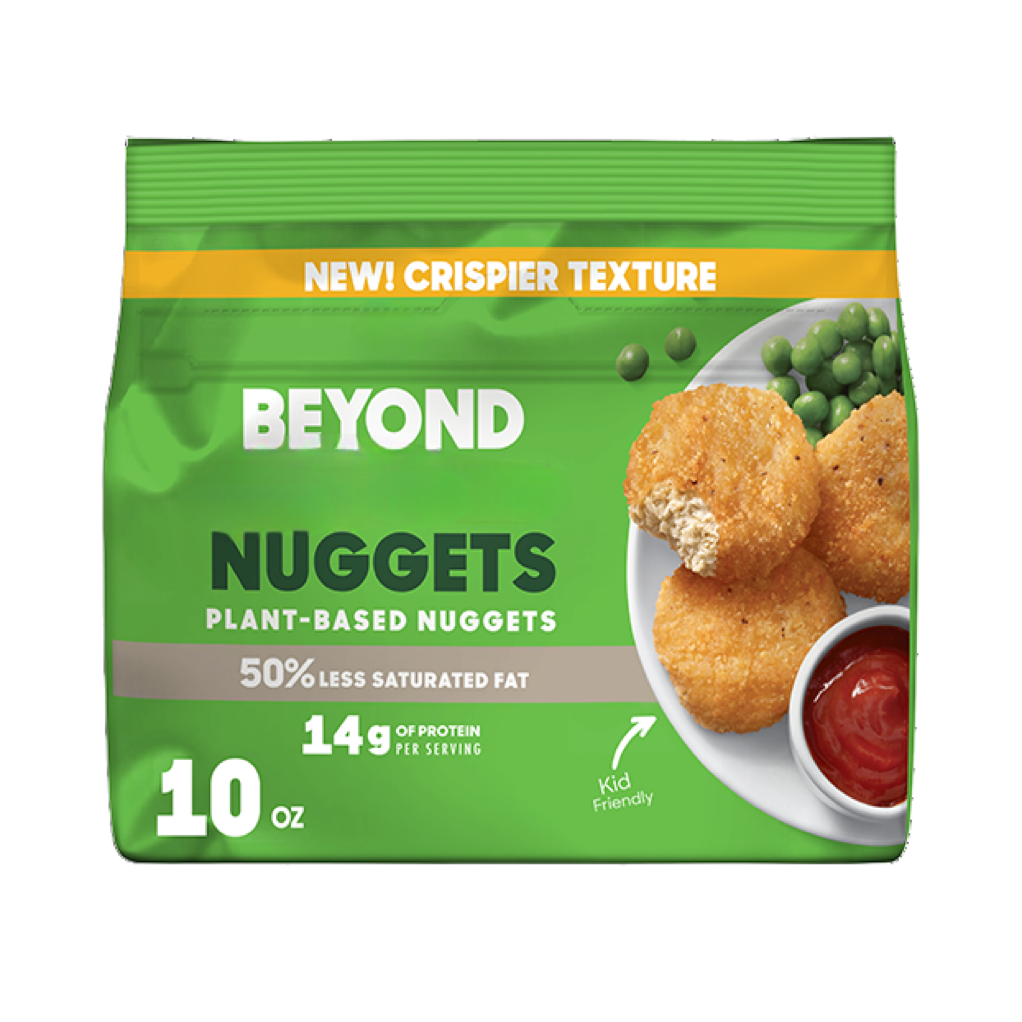 NEW! CRISPIER TEXTURE
BEYOND
NUGGETS
PLANT-BASED NUGGETS
50% LESS SATURATED FAT
14g OF PROTEIN
PER SERVING
10 OZ
Kid
Friendly